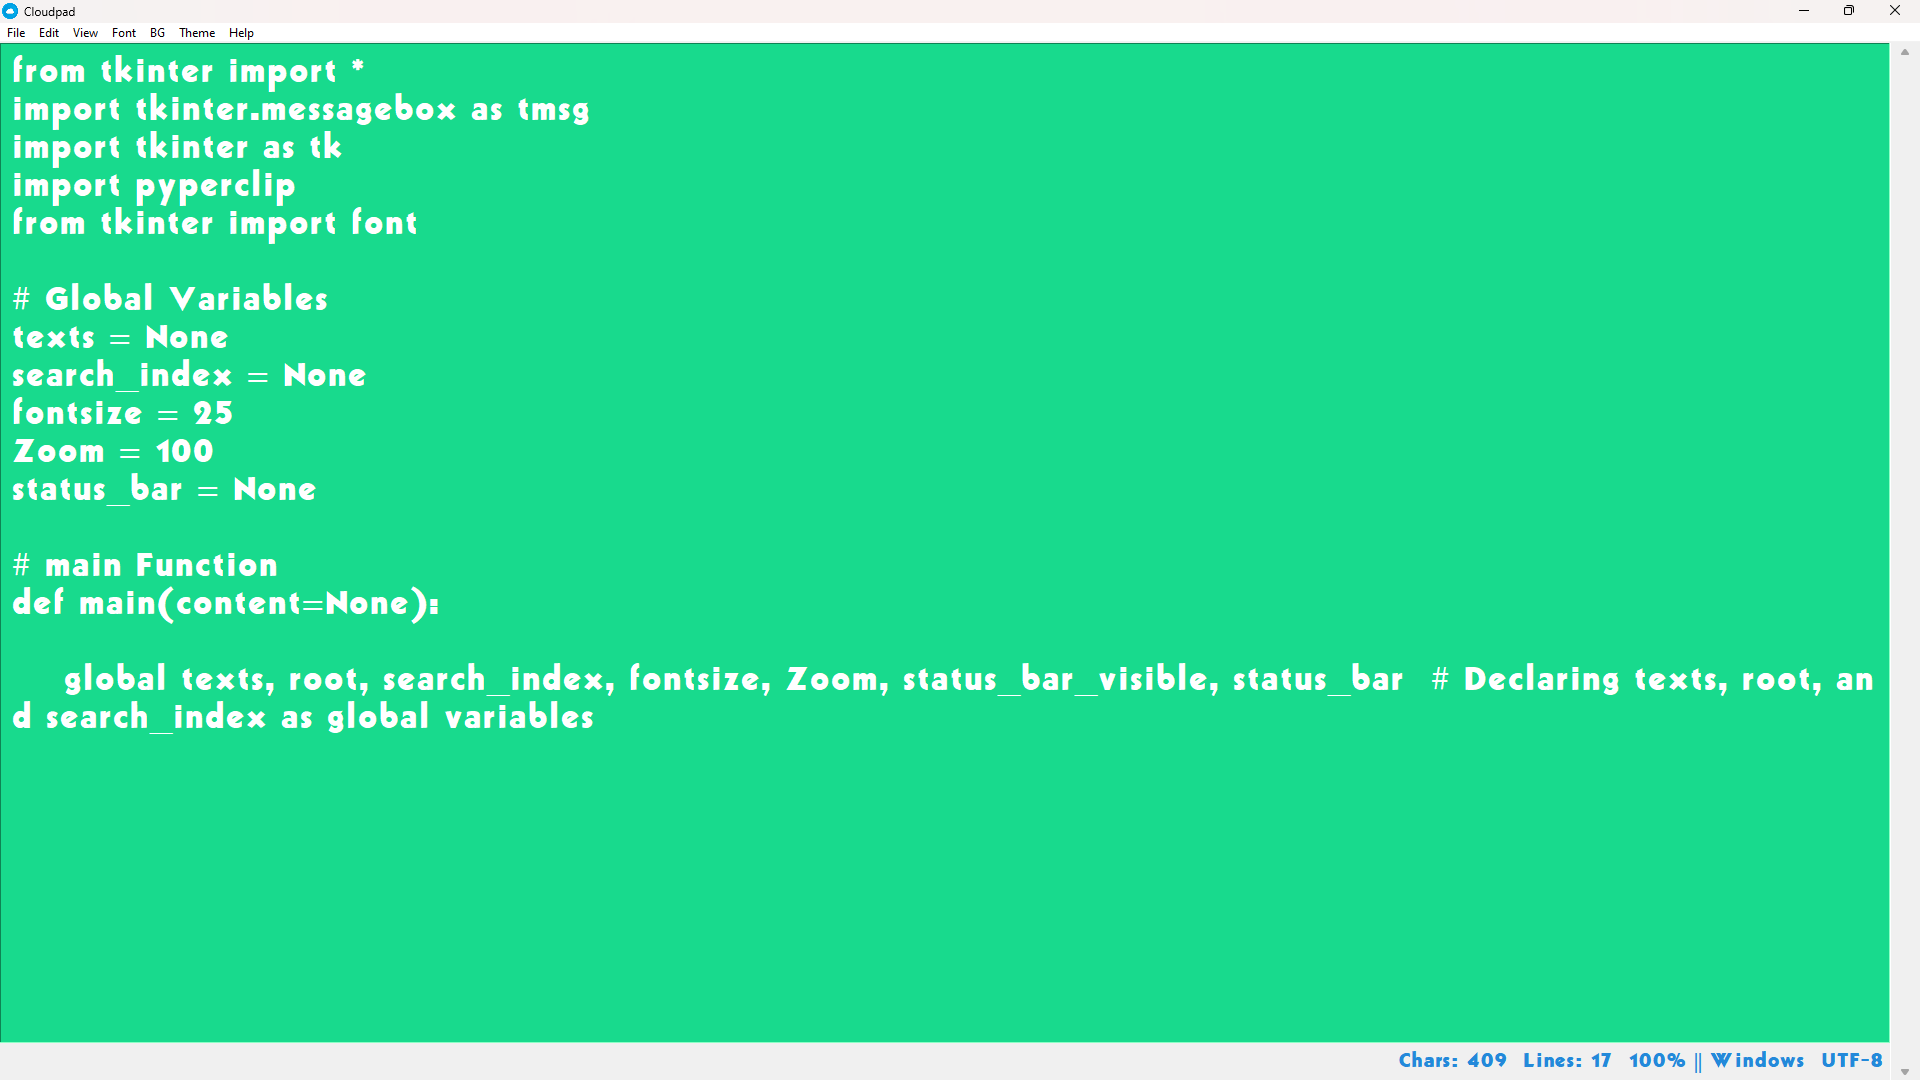 Cloudpad
File Edit View Font BG Theme Help
from tkinter import *
import tkinter.messagebox as tmsg
import tkinter as tk
import pyperclip
from tkinter import font
# Global Variables
texts = None
search_index = None
fontsize = 25
Zoom = 100
status_bar = None
# main Function
def main(content=None):
    global texts, root, search_index, fontsize, Zoom, status_bar_visible, status_bar  # Declaring texts, root, an
d search_index as global variables
Chars: 409 Lines: 17 100% || Windows UTF-8